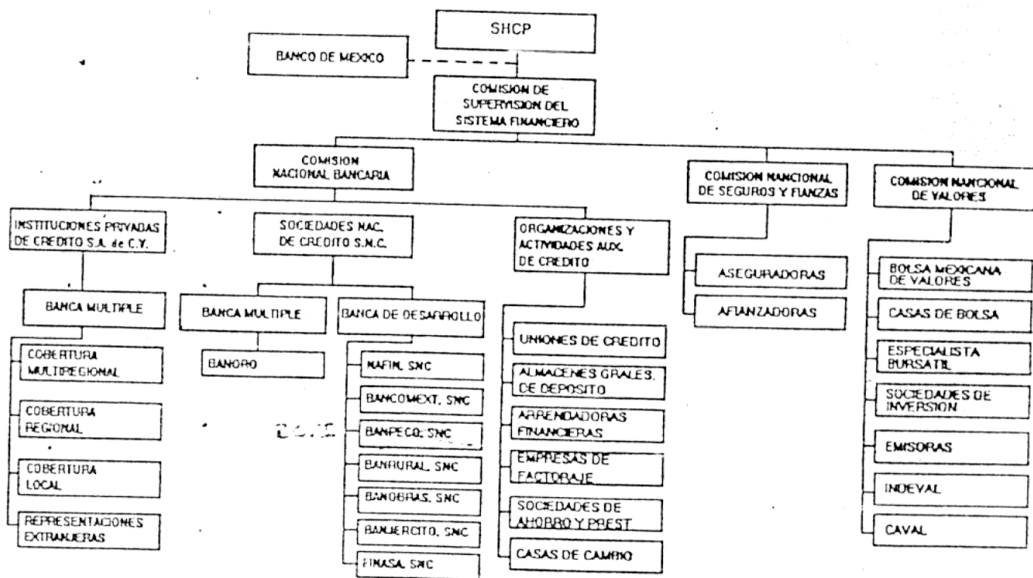 SHCP
BANCO DE MEXICO
COMISION DE
SUPERVISION DEL
SISTEMA FINANCIERO
COMISION
NACIONAL BANCARIA
COMISION NANCIONAL
DE SEGUROS Y FIANZAS
COMISION NANCIONAL
DE VALORES
INSTITUCIONES PRIVADAS
DE CREDITO S.A. de C.V.
SOCIEDADES NAC.
DE CREDITO S.N.C.
ORGANIZACIONES Y
ACTIVIDADES AUX.
DE CREDITO
BANCA MULTIPLE
COBERTURA
MULTIREGIONAL
COBERTURA
REGIONAL
COBERTURA
LOCAL
REPRESENTACIONES
EXTRANJERAS
BANCA MULTIPLE
BANORO
BANCA DE DESARROLLO
NAFIN, SNC
BANCOMEXT, SNC
BANPECO, SNC
BANRURAL, SNC
BANOBRAS, SNC
BANJERCITO, SNC
FINASA, SNC
UNIONES DE CREDITO
ALMACENES GRALES.
DE DEPOSITO
ARRENDADORAS
FINANCIERAS
EMPRESAS DE
FACTORAJE
SOCIEDADES DE
AHORRO Y PREST
CASAS DE CAMBIO
ASEGURADORAS
AFIANZADORAS
BOLSA MEXICANA
DE VALORES
CASAS DE BOLSA
ESPECIALISTA
BURSATIL
SOCIEDADES DE
INVERSION
EMISORAS
INDEVAL
CAVAL